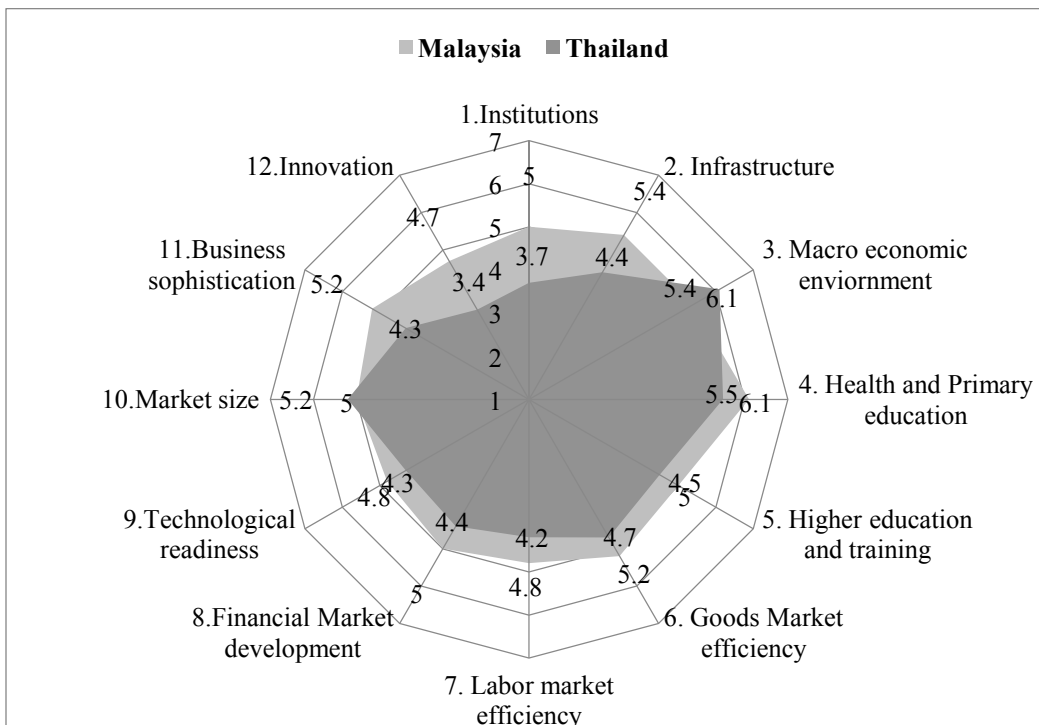 Malaysia Thailand
1.Institutions
7
12.Innovation
2. Infrastructure
6
5
5.4
4.7
5
11.Business
sophistication
3.7
4.4
3. Macro economic
enviornment
4
3.4
5.2
5.4
6.1
3
4.3
2
10.Market size
5.2
5
1
5.5
6.1
4. Health and Primary
education
4.3
4.8
4.5
5
9.Technological
readiness
4.4
4.2
4.7
5. Higher education
and training
5
4.8
5.2
8.Financial Market
development
6. Goods Market
efficiency
7. Labor market
efficiency